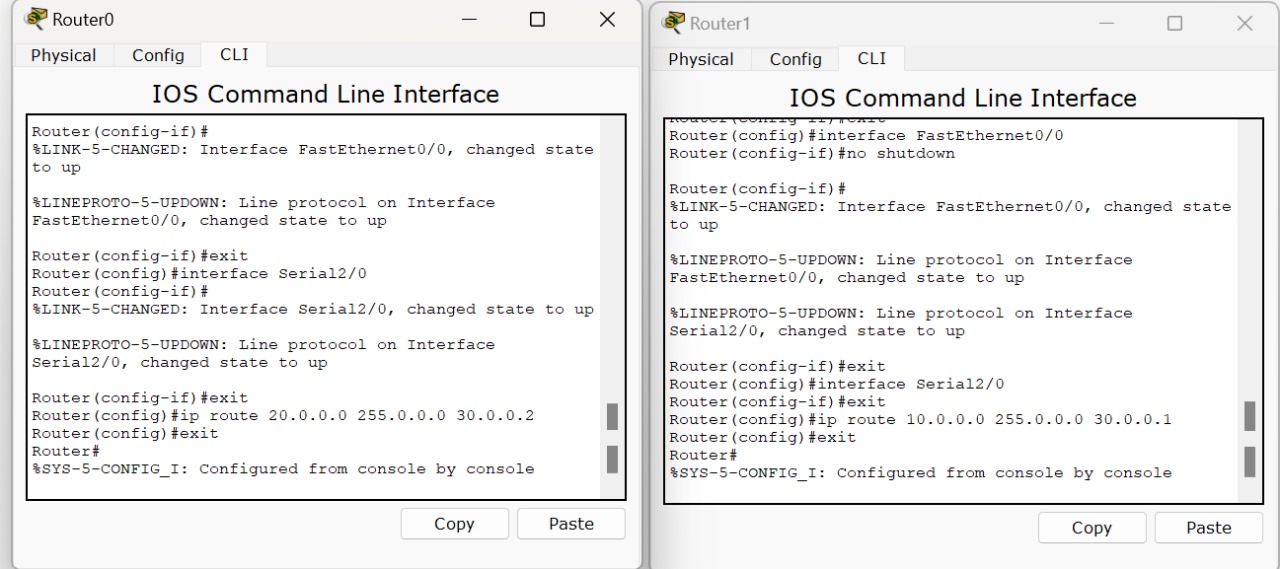 Router0
Physical Config CLI
IOS Command Line Interface
Router(config-if)#
%LINK-5-CHANGED: Interface FastEthernet0/0, changed state
to up
%LINEPROTO-5-UPDOWN: Line protocol on Interface
FastEthernet0/0, changed state to up
Router(config-if)#exit
Router(config)#interface Serial2/0
Router(config-if)#
%LINK-5-CHANGED: Interface Serial2/0, changed state to up
%LINEPROTO-5-UPDOWN: Line protocol on Interface
Serial2/0, changed state to up
Router(config-if)#exit
Router(config)#ip route 20.0.0.0 255.0.0.0 30.0.0.2
Router(config)#exit
Router#
%SYS-5-CONFIG_I: Configured from console by console
Copy Paste
Router1
Physical Config CLI
IOS Command Line Interface
Router(config-if)#exit
Router(config)#interface FastEthernet0/0
Router(config-if)#no shutdown
Router(config-if)#
%LINK-5-CHANGED: Interface FastEthernet0/0, changed state
to up
%LINEPROTO-5-UPDOWN: Line protocol on Interface
FastEthernet0/0, changed state to up
%LINEPROTO-5-UPDOWN: Line protocol on Interface
Serial2/0, changed state to up
Router(config-if)#exit
Router(config)#interface Serial2/0
Router(config-if)#exit
Router(config)#ip route 10.0.0.0 255.0.0.0 30.0.0.1
Router(config)#exit
Router#
%SYS-5-CONFIG_I: Configured from console by console
Copy Paste